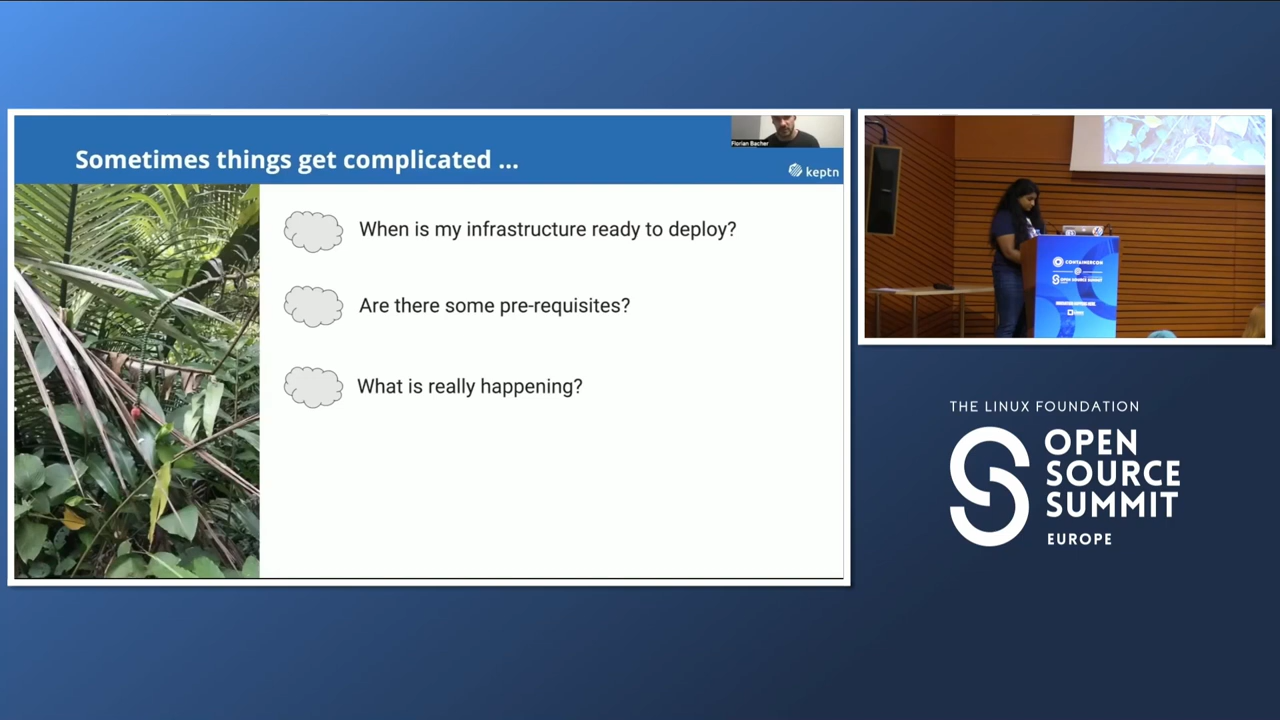 Sometimes things get complicated ...
Florian Bacher
keptn
When is my infrastructure ready to deploy?
Are there some pre-requisites?
What is really happening?
CONTAINERCON
OPEN SOURCE SUMMIT
THE LINUX FOUNDATION
OPEN
SOURCE
SUMMIT
EUROPE